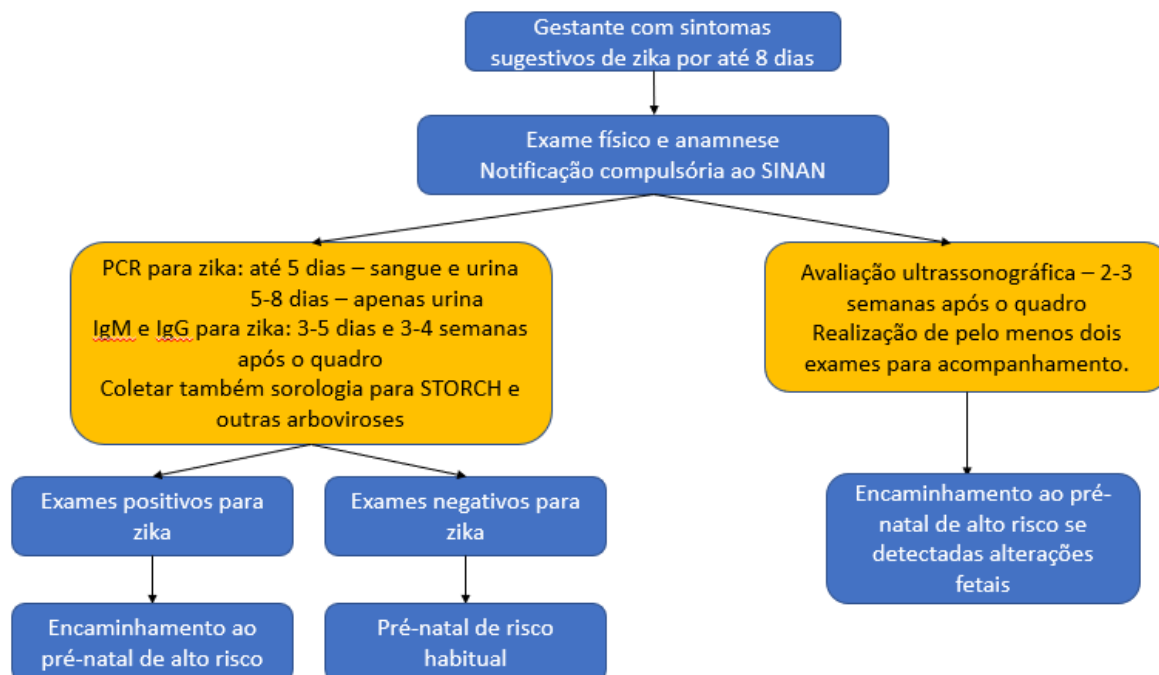 Gestante com sintomas
sugestivos de zika por até 8 dias
Exame físico e anamnese
Notificação compulsória ao SINAN
PCR para zika: até 5 dias – sangue e urina
5-8 dias – apenas urina
IgM e IgG para zika: 3-5 dias e 3-4 semanas
após o quadro
Coletar também sorologia para STORCH e
outras arboviroses
Avaliação ultrassonográfica – 2-3
semanas após o quadro
Realização de pelo menos dois
exames para acompanhamento.
Exames positivos para
zika
Exames negativos para
zika
Encaminhamento ao pré-
natal de alto risco se
detectadas alterações
fetais
Encaminhamento ao
pré-natal de alto risco
Pré-natal de risco
habitual